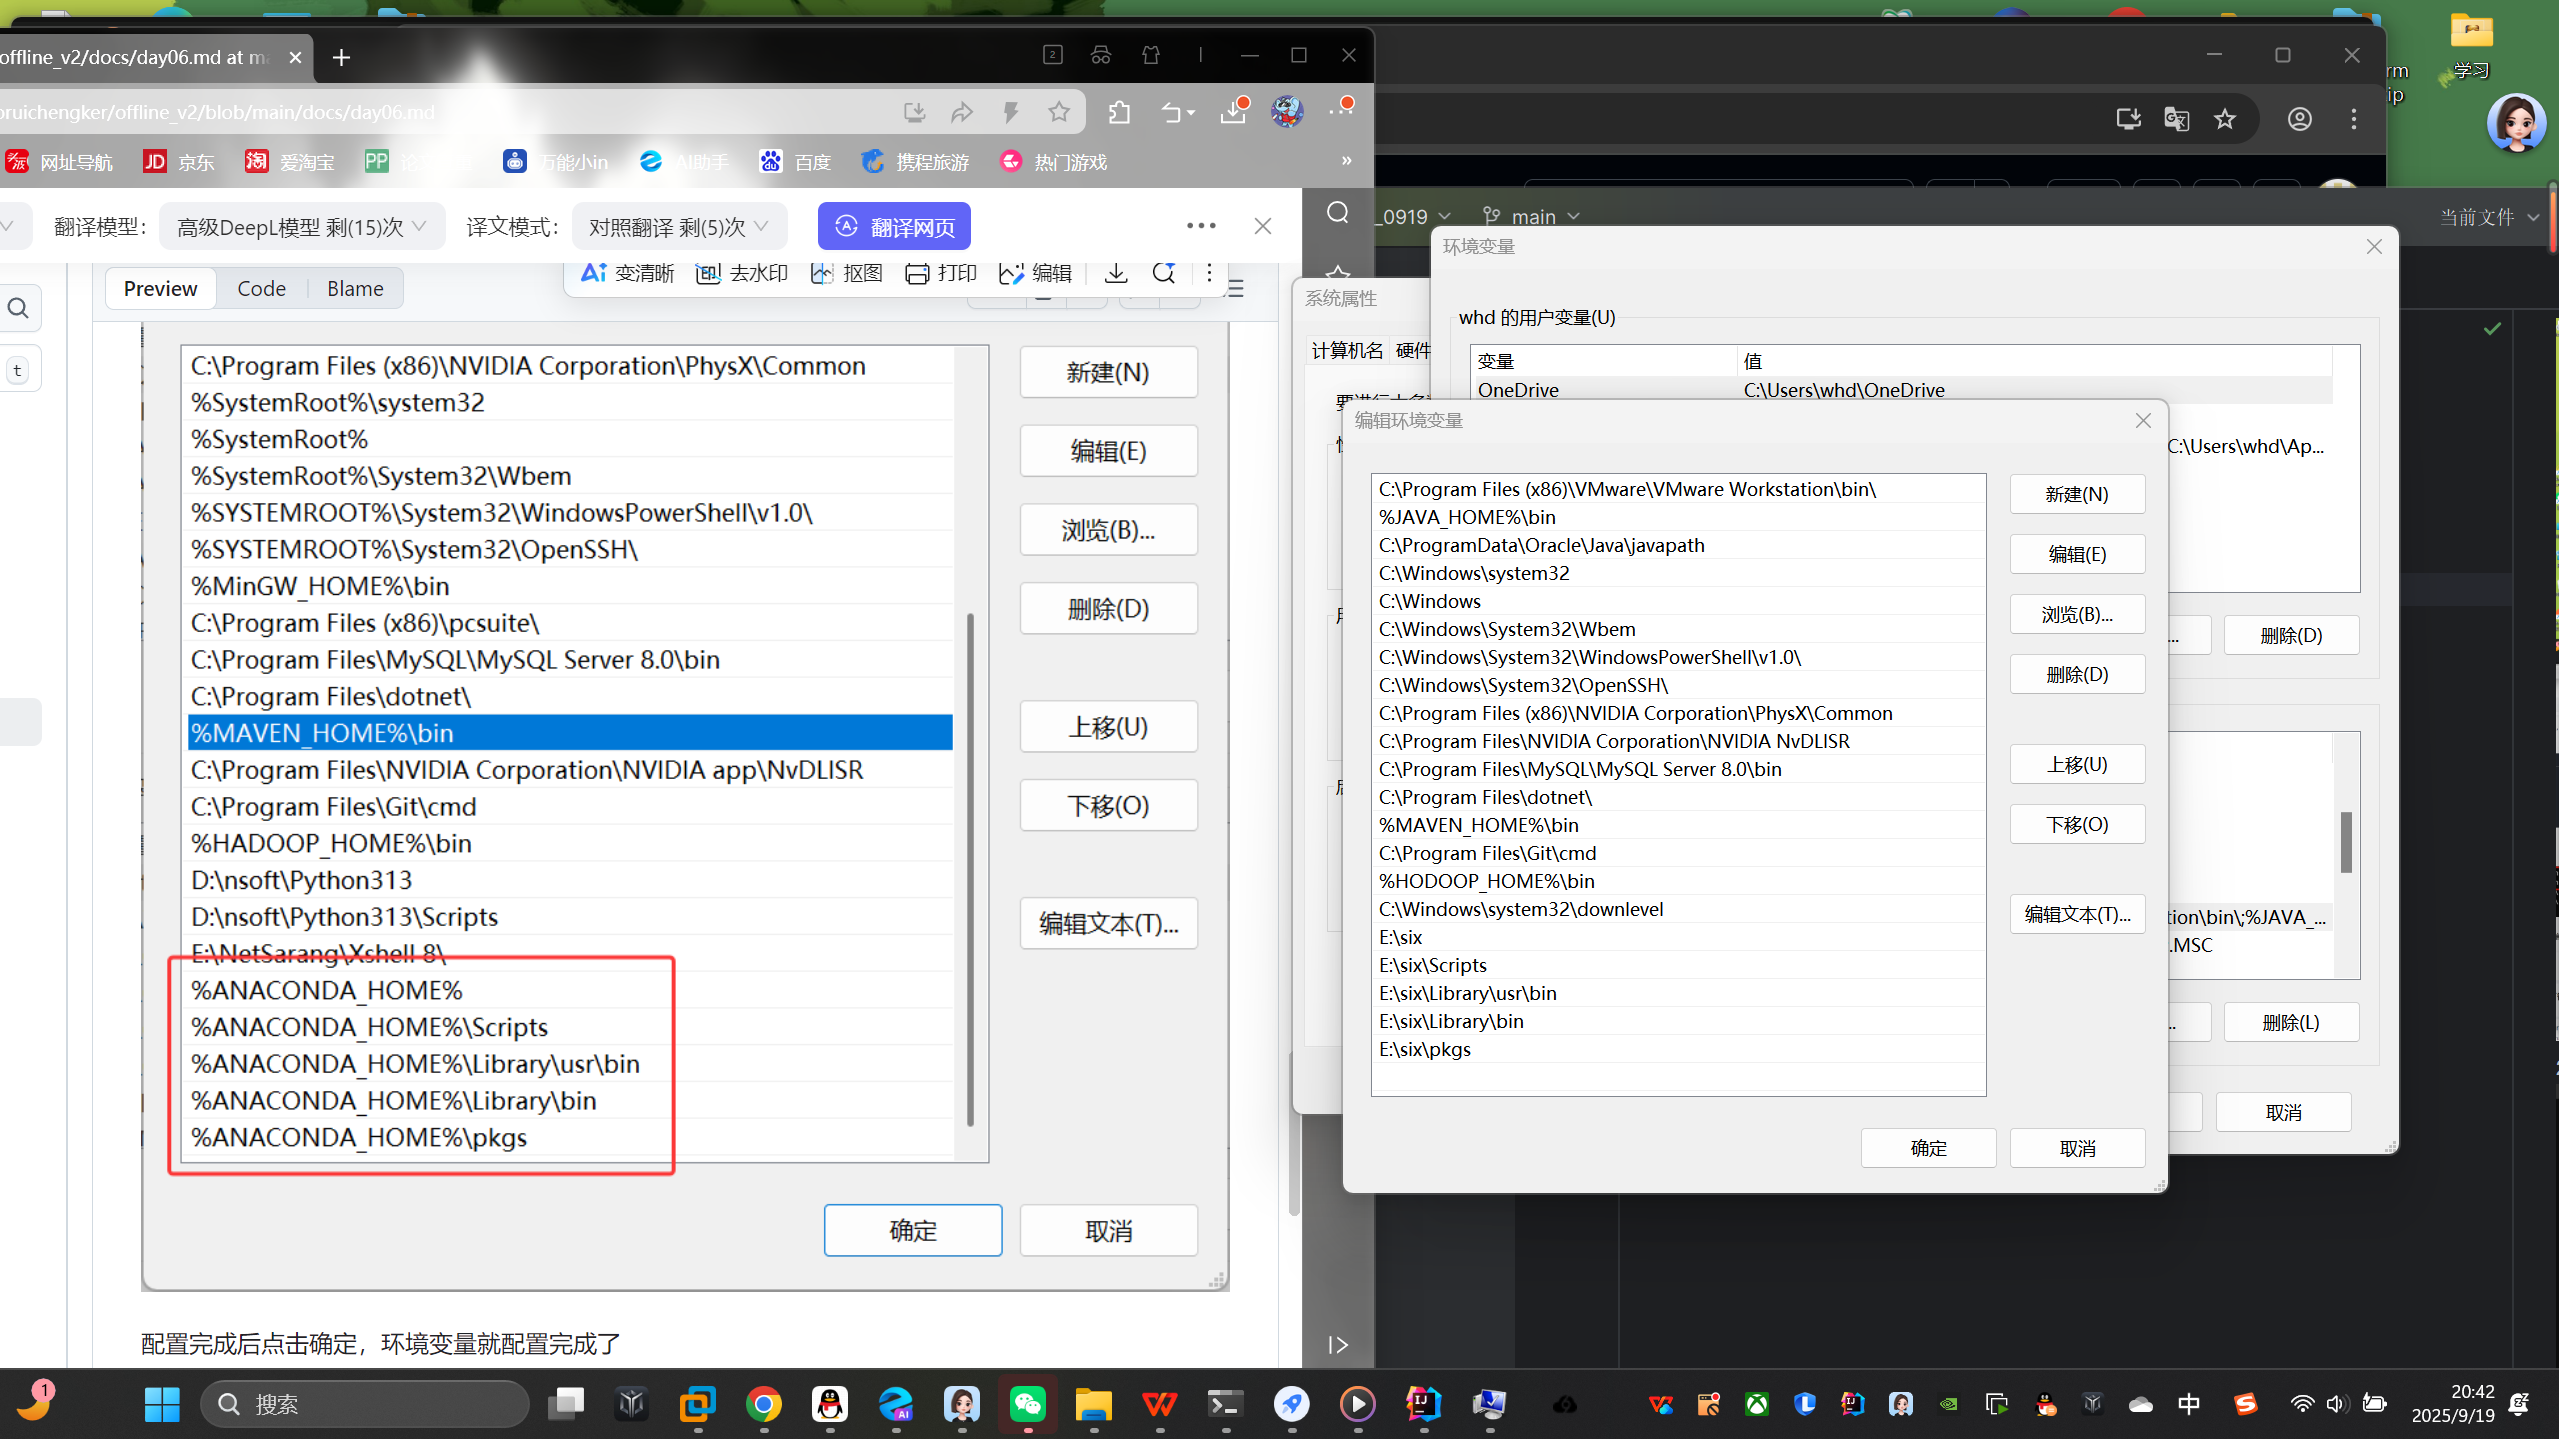 offline_v2/docs/day06.md at ma
oruichengker/offline_v2/blob/main/docs/day06.md
网址导航
JD 京东
淘 爱淘宝
PP
万能小in
AI助手
百度
携程旅游
热门游戏
»
翻译模型：
高级DeepL模型 剩(15)次
译文模式：
对照翻译 剩(5)次
翻译网页
Preview
Code
Blame
变清晰
去水印
抠图
打印
编辑
t
C:\Program Files (x86)\NVIDIA Corporation\PhysX\Common
%SystemRoot%\system32
%SystemRoot%
%SystemRoot%\System32\Wbem
%SYSTEMROOT%\System32\WindowsPowerShell\v1.0\
%SYSTEMROOT%\System32\OpenSSH\
%MinGW_HOME%\bin
C:\Program Files (x86)\pcsuite\
C:\Program Files\MySQL\MySQL Server 8.0\bin
C:\Program Files\dotnet\
%MAVEN_HOME%\bin
C:\Program Files\NVIDIA Corporation\NVIDIA app\NvDLISR
C:\Program Files\Git\cmd
%HADOOP_HOME%\bin
D:\nsoft\Python313
D:\nsoft\Python313\Scripts
E:\NetSarang\Xshell 8\
%ANACONDA_HOME%
%ANACONDA_HOME%\Scripts
%ANACONDA_HOME%\Library\usr\bin
%ANACONDA_HOME%\Library\bin
%ANACONDA_HOME%\pkgs
新建(N)
编辑(E)
浏览(B)...
删除(D)
上移(U)
下移(O)
编辑文本(T)...
确定
取消
配置完成后点击确定，环境变量就配置完成了
_0919
main
当前文件
学习
系统属性
计算机名
硬件
环境变量
whd 的用户变量(U)
变量
值
OneDrive
C:\Users\whd\OneDrive
C:\Users\whd\Ap...
删除(D)
tion\bin\;%JAVA_...
.MSC
删除(L)
取消
编辑环境变量
C:\Program Files (x86)\VMware\VMware Workstation\bin\
%JAVA_HOME%\bin
C:\ProgramData\Oracle\Java\javapath
C:\Windows\system32
C:\Windows
C:\Windows\System32\Wbem
C:\Windows\System32\WindowsPowerShell\v1.0\
C:\Windows\System32\OpenSSH\
C:\Program Files (x86)\NVIDIA Corporation\PhysX\Common
C:\Program Files\NVIDIA Corporation\NVIDIA NvDLISR
C:\Program Files\MySQL\MySQL Server 8.0\bin
C:\Program Files\dotnet\
%MAVEN_HOME%\bin
C:\Program Files\Git\cmd
%HODOOP_HOME%\bin
C:\Windows\system32\downlevel
E:\six
E:\six\Scripts
E:\six\Library\usr\bin
E:\six\Library\bin
E:\six\pkgs
新建(N)
编辑(E)
浏览(B)...
删除(D)
上移(U)
下移(O)
编辑文本(T)...
确定
取消
1
搜索
中
20:42
2025/9/19